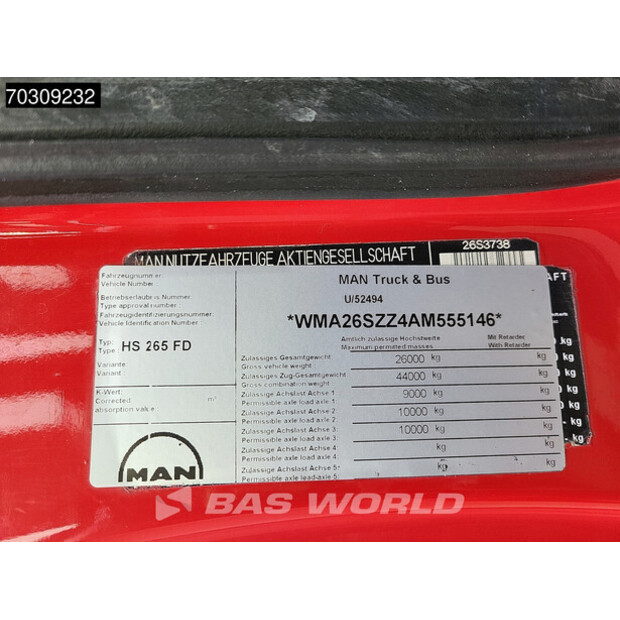 70309232
26S3738
MAN NUTZFAHRZEUGE AKTIENGESELLSCHAFT
Fahrzeugnummer
Vehicle Number
MAN Truck & Bus
Betriebserlaubnis Nummer
Type approval number
U/52494
Fahrzeugidentifizierungsnummer
Vehicle Identification Number
*WMA26SZZ4AM555146*
Amtlich zulässige Höchstwerte Mit Retarder
Maximum permitted masses With Retarder
Typ:
Type HS 265 FD
Variante
Variant:
K-Wert:
Corrected m²
absorption value
Zulässiges Gesamtgewicht
Gross vehicle weight 26000 kg kg
Zulässiges Zug-Gesamtgewicht
Gross combination weight 44000 kg kg
Zulässige Achslast Achse 1
Permissible axle load axle 1 9000 kg kg
Zulässige Achslast Achse 2
Permissible axle load axle 2 10000 kg kg
Zulässige Achslast Achse 3
Permissible axle load axle 3 10000 kg kg
Zulässige Achslast Achse 4
Permissible axle load axle 4 kg kg
Zulässige Achslast Achse 5
Permissible axle load axle 5 kg kg
MAN
BAS WORLD